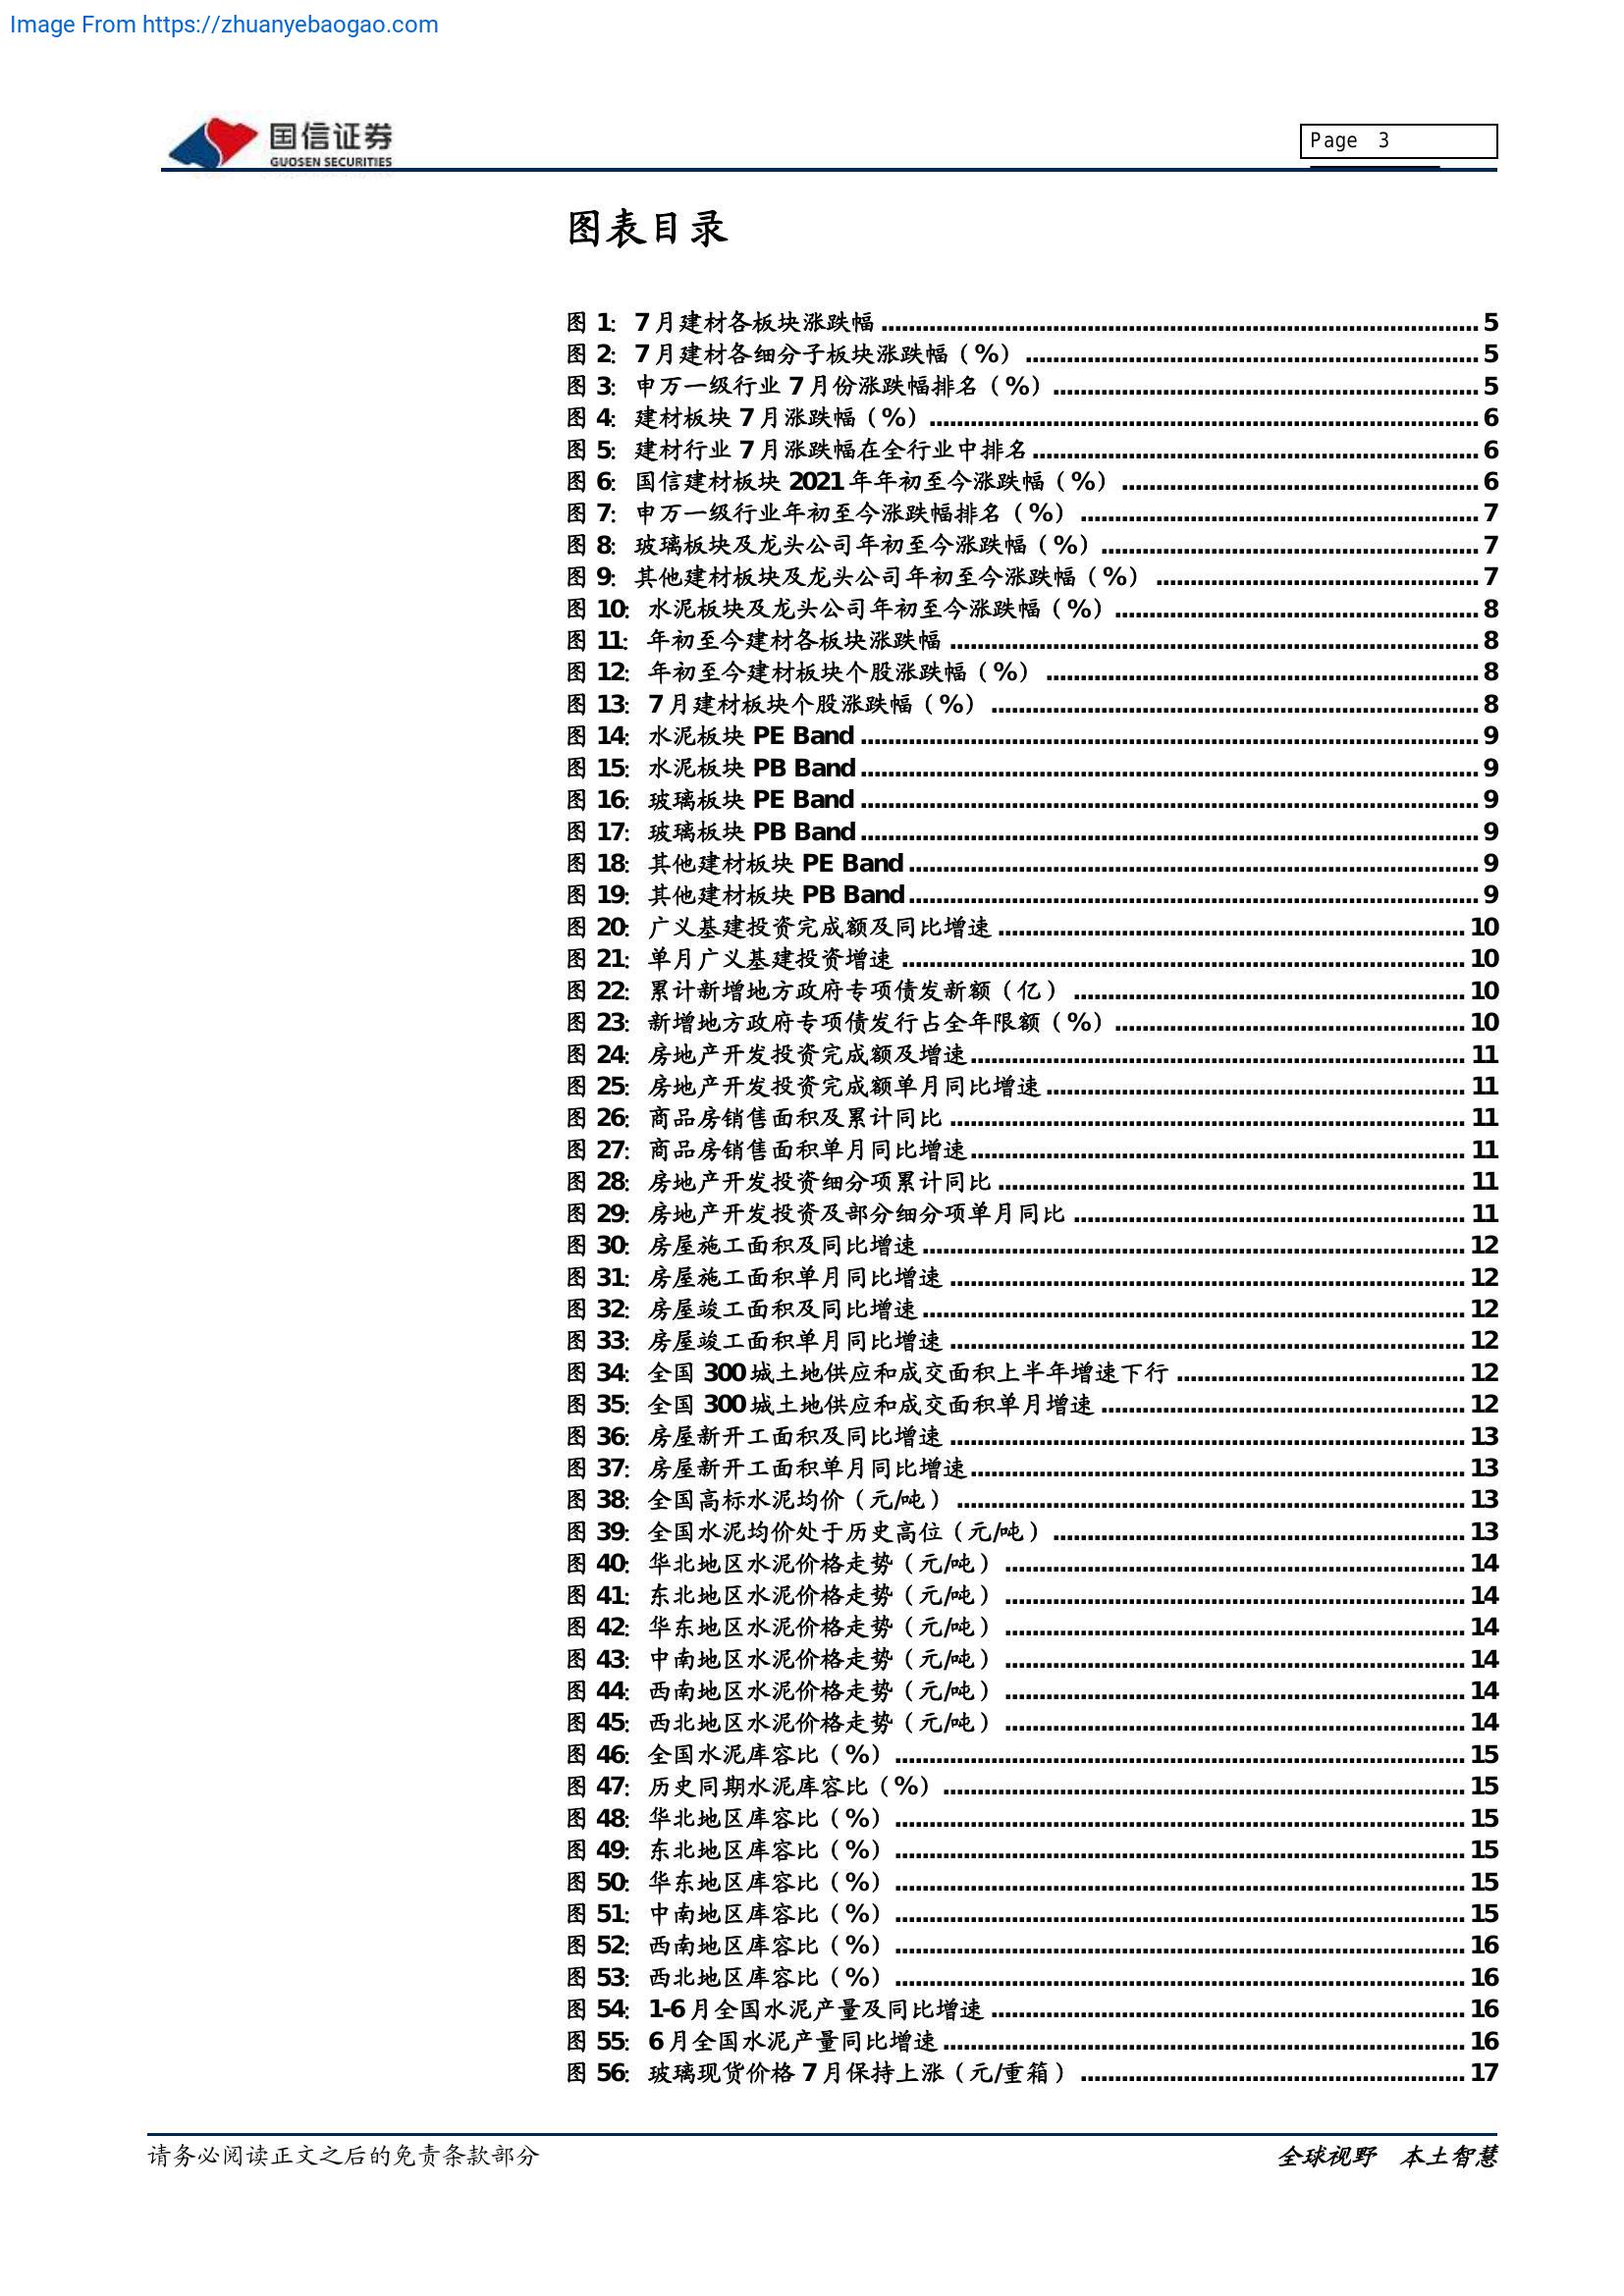 Image From https://zhuanyebaogao.com
国信证券
GUOSEN SECURITIES
Page 3
图表目录
图 1: 7 月建材各板块涨跌幅 ........ 5
图 2: 7 月建材各细分子板块涨跌幅（%） ........ 5
图 3: 申万一级行业 7 月份涨跌幅排名（%） ........ 5
图 4: 建材板块 7 月涨跌幅（%） ........ 6
图 5: 建材行业 7 月涨跌幅在全行业中排名 ........ 6
图 6: 国信建材板块 2021 年年初至今涨跌幅（%） ........ 6
图 7: 申万一级行业年初至今涨跌幅排名（%） ........ 7
图 8: 玻璃板块及龙头公司年初至今涨跌幅（%） ........ 7
图 9: 其他建材板块及龙头公司年初至今涨跌幅（%） ........ 7
图 10: 水泥板块及龙头公司年初至今涨跌幅（%） ........ 8
图 11: 年初至今建材各板块涨跌幅 ........ 8
图 12: 年初至今建材板块个股涨跌幅（%） ........ 8
图 13: 7 月建材板块个股涨跌幅（%） ........ 8
图 14: 水泥板块 PE Band ........ 9
图 15: 水泥板块 PB Band ........ 9
图 16: 玻璃板块 PE Band ........ 9
图 17: 玻璃板块 PB Band ........ 9
图 18: 其他建材板块 PE Band ........ 9
图 19: 其他建材板块 PB Band ........ 9
图 20: 广义基建投资完成额及同比增速 ........ 10
图 21: 单月广义基建投资增速 ........ 10
图 22: 累计新增地方政府专项债发新额（亿） ........ 10
图 23: 新增地方政府专项债发行占全年限额（%） ........ 10
图 24: 房地产开发投资完成额及增速 ........ 11
图 25: 房地产开发投资完成额单月同比增速 ........ 11
图 26: 商品房销售面积及累计同比 ........ 11
图 27: 商品房销售面积单月同比增速 ........ 11
图 28: 房地产开发投资细分项累计同比 ........ 11
图 29: 房地产开发投资及部分细分项单月同比 ........ 11
图 30: 房屋施工面积及同比增速 ........ 12
图 31: 房屋施工面积单月同比增速 ........ 12
图 32: 房屋竣工面积及同比增速 ........ 12
图 33: 房屋竣工面积单月同比增速 ........ 12
图 34: 全国 300 城土地供应和成交面积上半年增速下行 ........ 12
图 35: 全国 300 城土地供应和成交面积单月增速 ........ 12
图 36: 房屋新开工面积及同比增速 ........ 13
图 37: 房屋新开工面积单月同比增速 ........ 13
图 38: 全国高标水泥均价（元/吨） ........ 13
图 39: 全国水泥均价处于历史高位（元/吨） ........ 13
图 40: 华北地区水泥价格走势（元/吨） ........ 14
图 41: 东北地区水泥价格走势（元/吨） ........ 14
图 42: 华东地区水泥价格走势（元/吨） ........ 14
图 43: 中南地区水泥价格走势（元/吨） ........ 14
图 44: 西南地区水泥价格走势（元/吨） ........ 14
图 45: 西北地区水泥价格走势（元/吨） ........ 14
图 46: 全国水泥库容比（%） ........ 15
图 47: 历史同期水泥库容比（%） ........ 15
图 48: 华北地区库容比（%） ........ 15
图 49: 东北地区库容比（%） ........ 15
图 50: 华东地区库容比（%） ........ 15
图 51: 中南地区库容比（%） ........ 15
图 52: 西南地区库容比（%） ........ 16
图 53: 西北地区库容比（%） ........ 16
图 54: 1-6 月全国水泥产量及同比增速 ........ 16
图 55: 6 月全国水泥产量同比增速 ........ 16
图 56: 玻璃现货价格 7 月保持上涨（元/重箱） ........ 17
请务必阅读正文之后的免责条款部分
全球视野 本土智慧